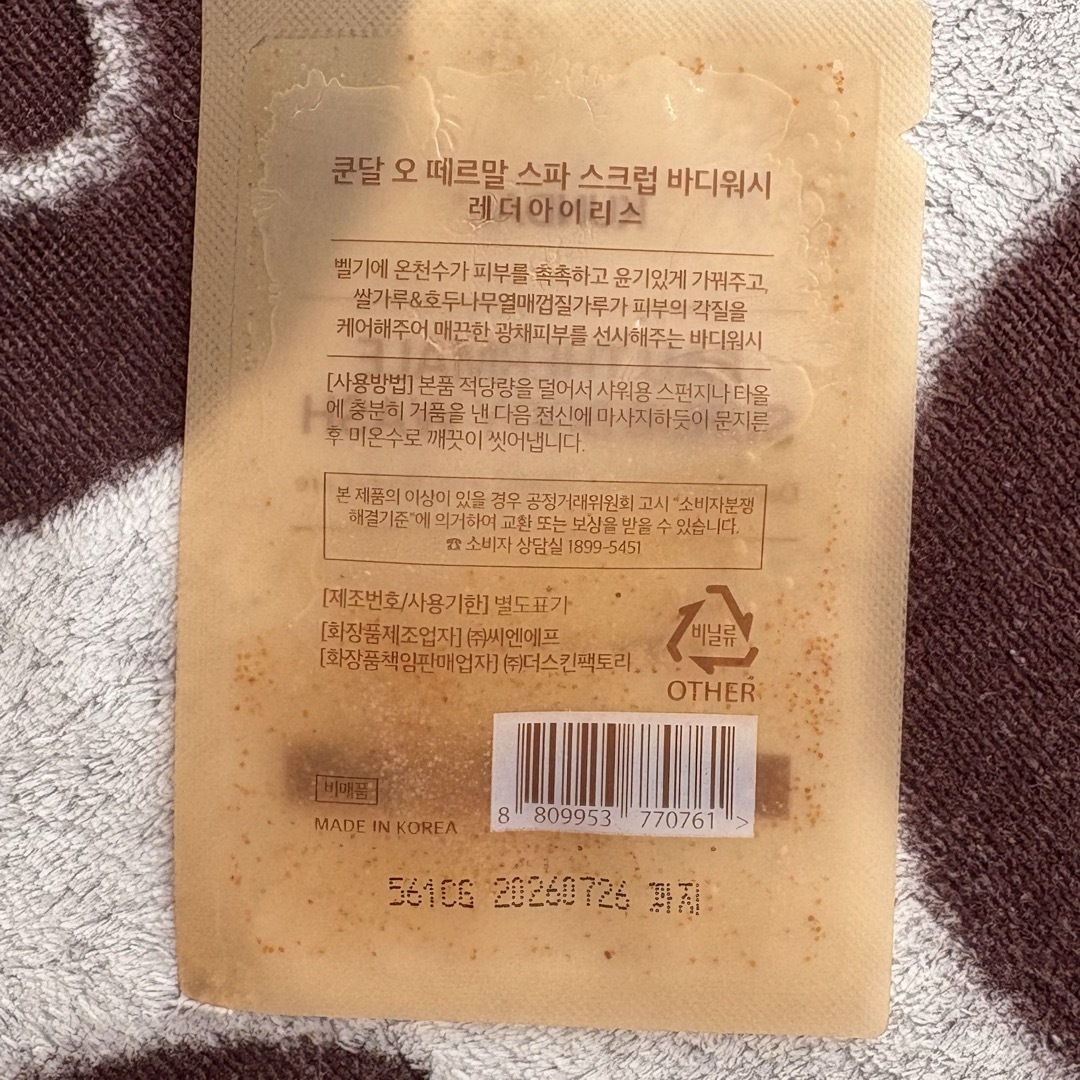 쿤달 오 떼르말 스파 스크럽 바디워시
레더아이리스
벨기에 온천수가 피부를 촉촉하고 윤기있게 가꿔주고,
쌀가루&호두나무열매껍질가루가 피부의 각질을
케어해주어 매끈한 광채피부를 선사해주는 바디워시
[사용방법] 본품 적당량을 덜어서 샤워용 스펀지나 타올
에 충분히 거품을 낸 다음 전신에 마사지하듯이 문지른
후 미온수로 깨끗이 씻어냅니다.
본 제품의 이상이 있을 경우 공정거래위원회 고시 "소비자분쟁
해결기준"에 의거하여 교환 또는 보상을 받을 수 있습니다.
☎ 소비자 상담실 1899-5451
[제조번호/사용기한] 별도표기
[화장품제조업자] ㈜씨엔에프
[화장품책임판매업자] ㈜더스킨팩토리
비닐류
OTHER
비매품
MADE IN KOREA
8 809953 770761 >
561CG 20260726 까지